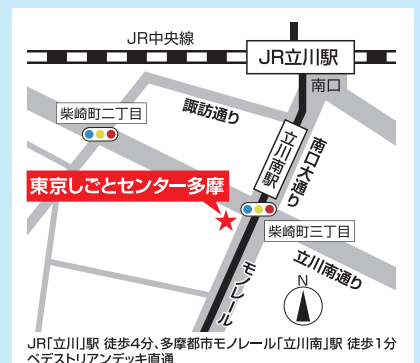 JR中央線
JR立川駅
南口
柴崎町二丁目
諏訪通り
立川南駅
南口大通り
東京しごとセンター多摩
柴崎町三丁目
立川南通り
モノレール
N
JR「立川」駅 徒歩4分、多摩都市モノレール「立川南」駅 徒歩1分
ペデストリアンデッキ直通